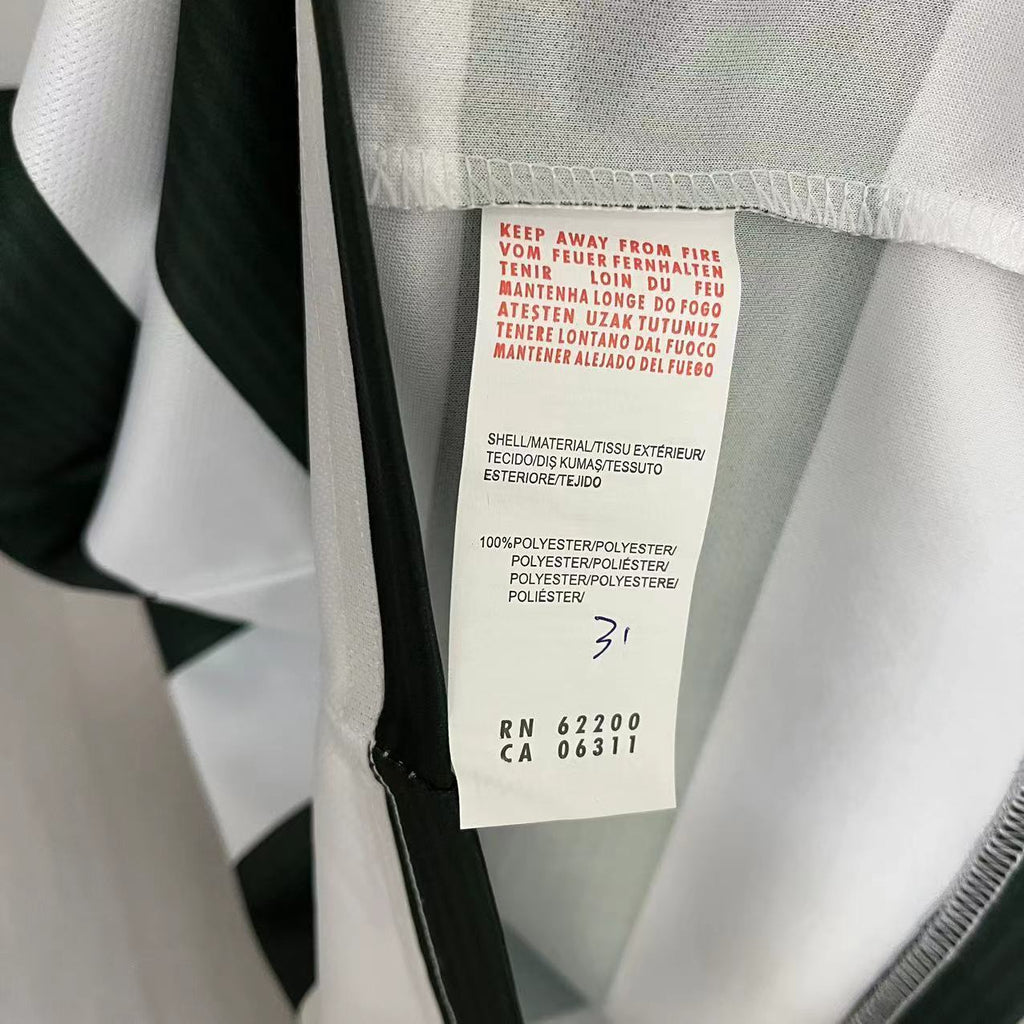 KEEP AWAY FROM FIRE
VOM FEUER FERNHALTEN
TENIR LOIN DU FEU
MANTENHA LONGE DO FOGO
ATEŞTEN UZAK TUTUNUZ
TENERE LONTANO DAL FUOCO
MANTENER ALEJADO DEL FUEGO
SHELL/MATERIAL/TISSU EXTÉRIEUR/
TECIDO/DIŞ KUMAŞ/TESSUTO
ESTERIORE/TEJIDO
100%POLYESTER/POLYESTER/
POLYESTER/POLIÉSTER/
POLYESTER/POLYESTERE/
POLIÉSTER/
RN 62200
CA 06311